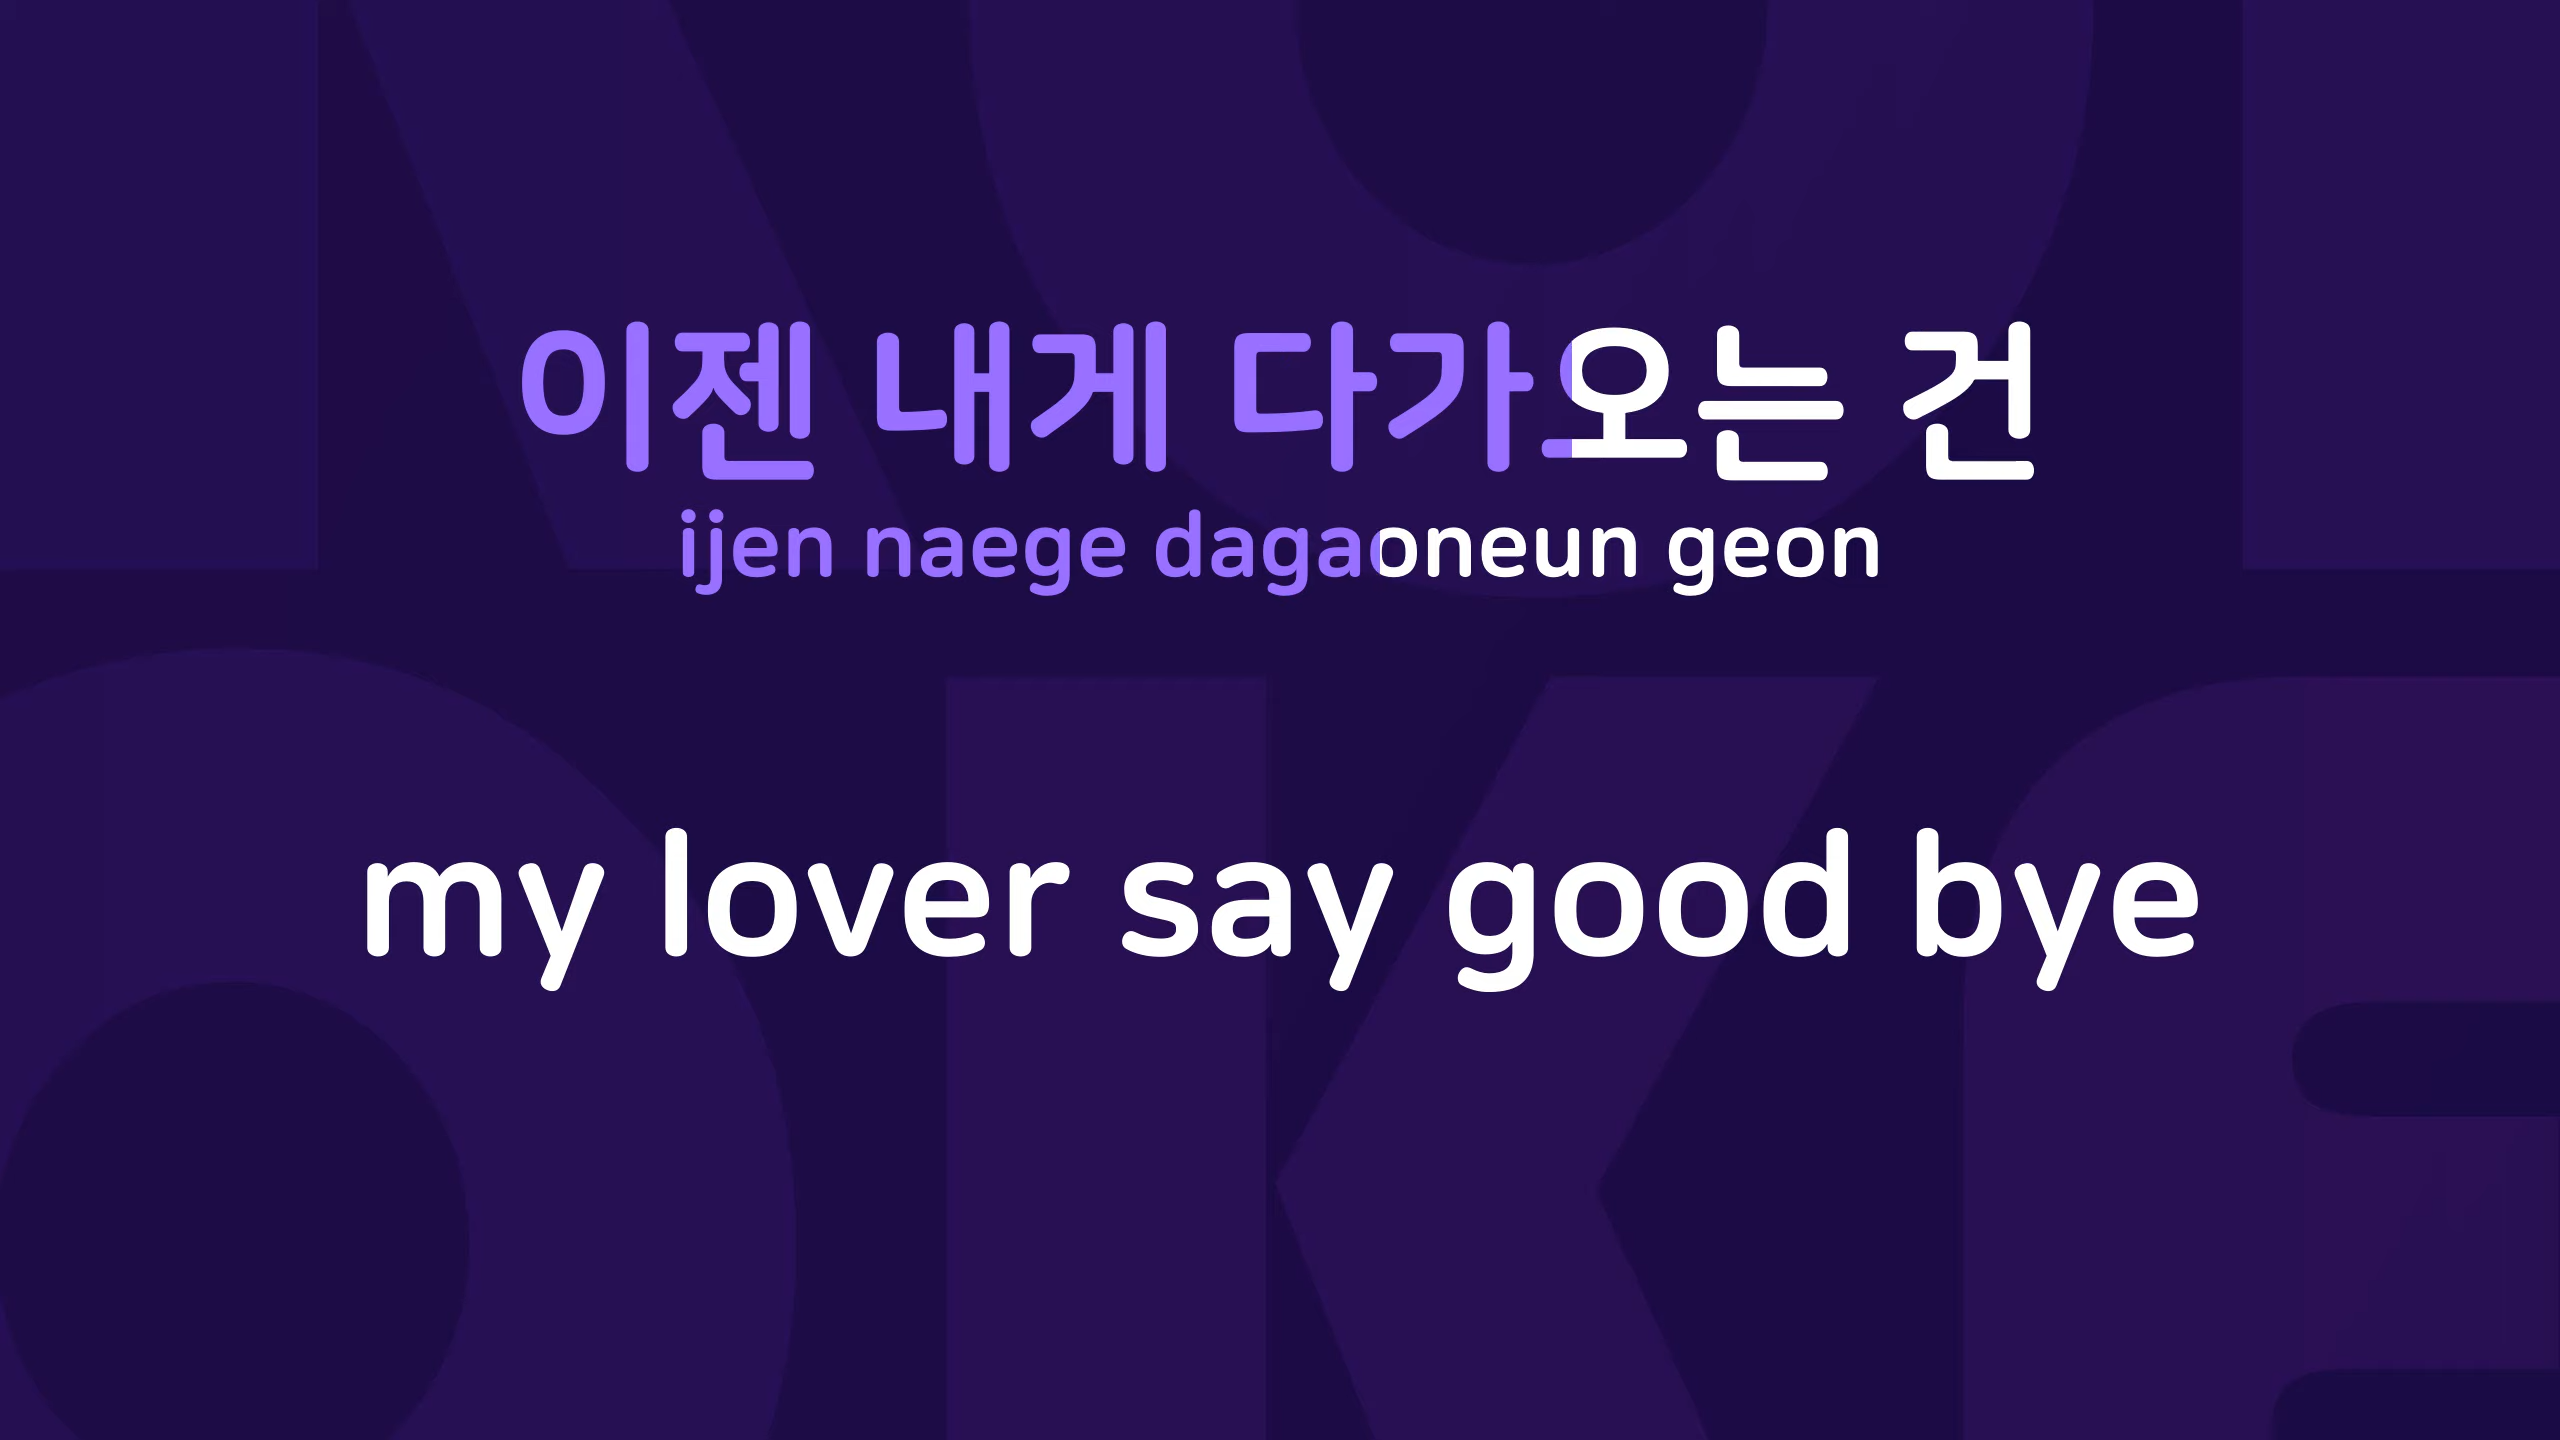 이젠 내게 다가오는 건
ijen naege dagaoneun geon
my lover say good bye